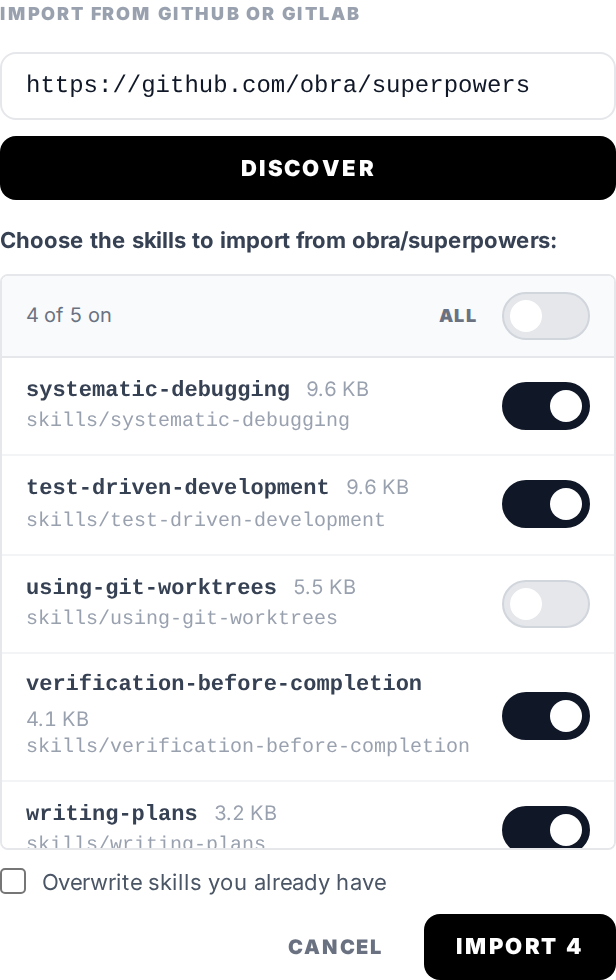 IMPORT FROM GITHUB OR GITLAB
https://github.com/obra/superpowers
DISCOVER
Choose the skills to import from obra/superpowers:
4 of 5 on ALL
systematic-debugging 9.6 KB
skills/systematic-debugging
test-driven-development 9.6 KB
skills/test-driven-development
using-git-worktrees 5.5 KB
skills/using-git-worktrees
verification-before-completion
4.1 KB
skills/verification-before-completion
writing-plans 3.2 KB
skills/writing-plans
Overwrite skills you already have
CANCEL IMPORT 4